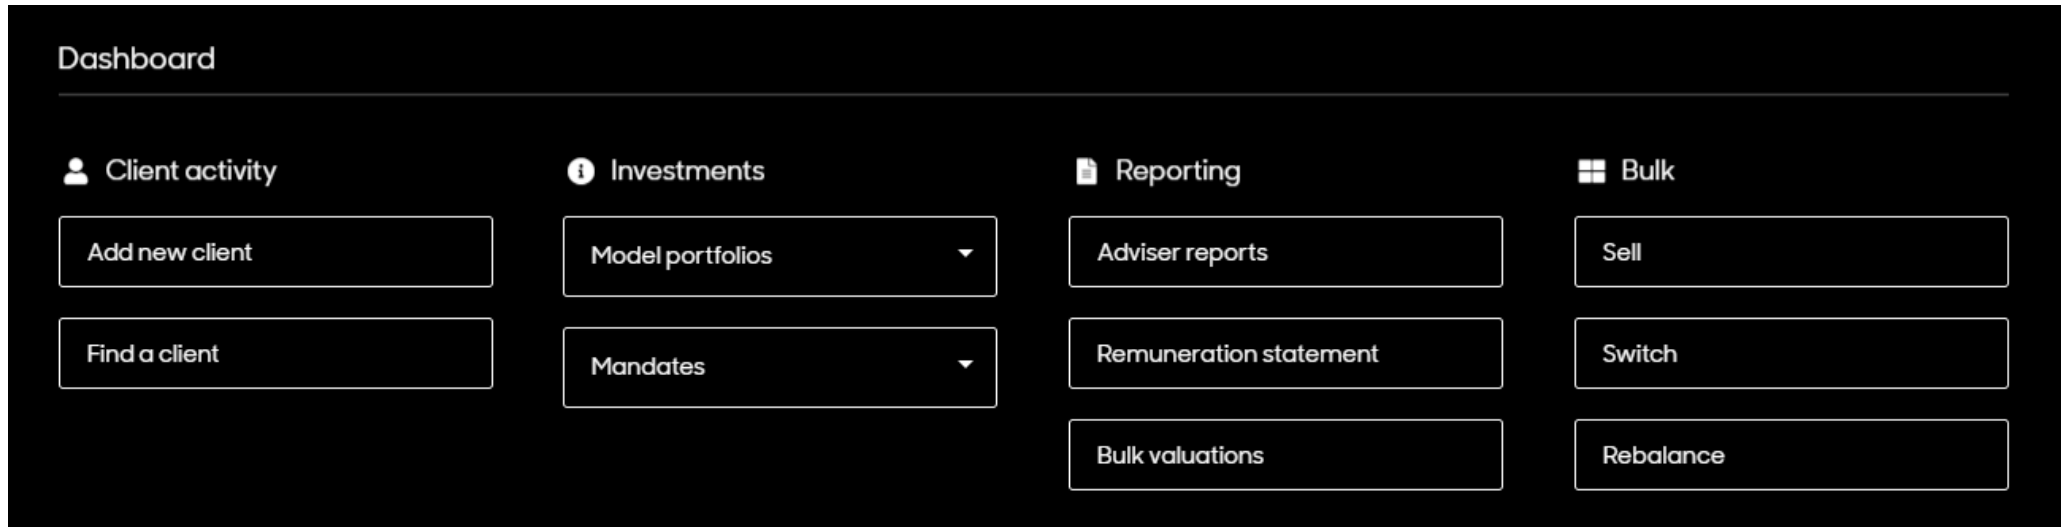 Dashboard
Client activity
Add new client
Find a client
Investments
Model portfolios
Mandates
Reporting
Adviser reports
Remuneration statement
Bulk valuations
Bulk
Sell
Switch
Rebalance